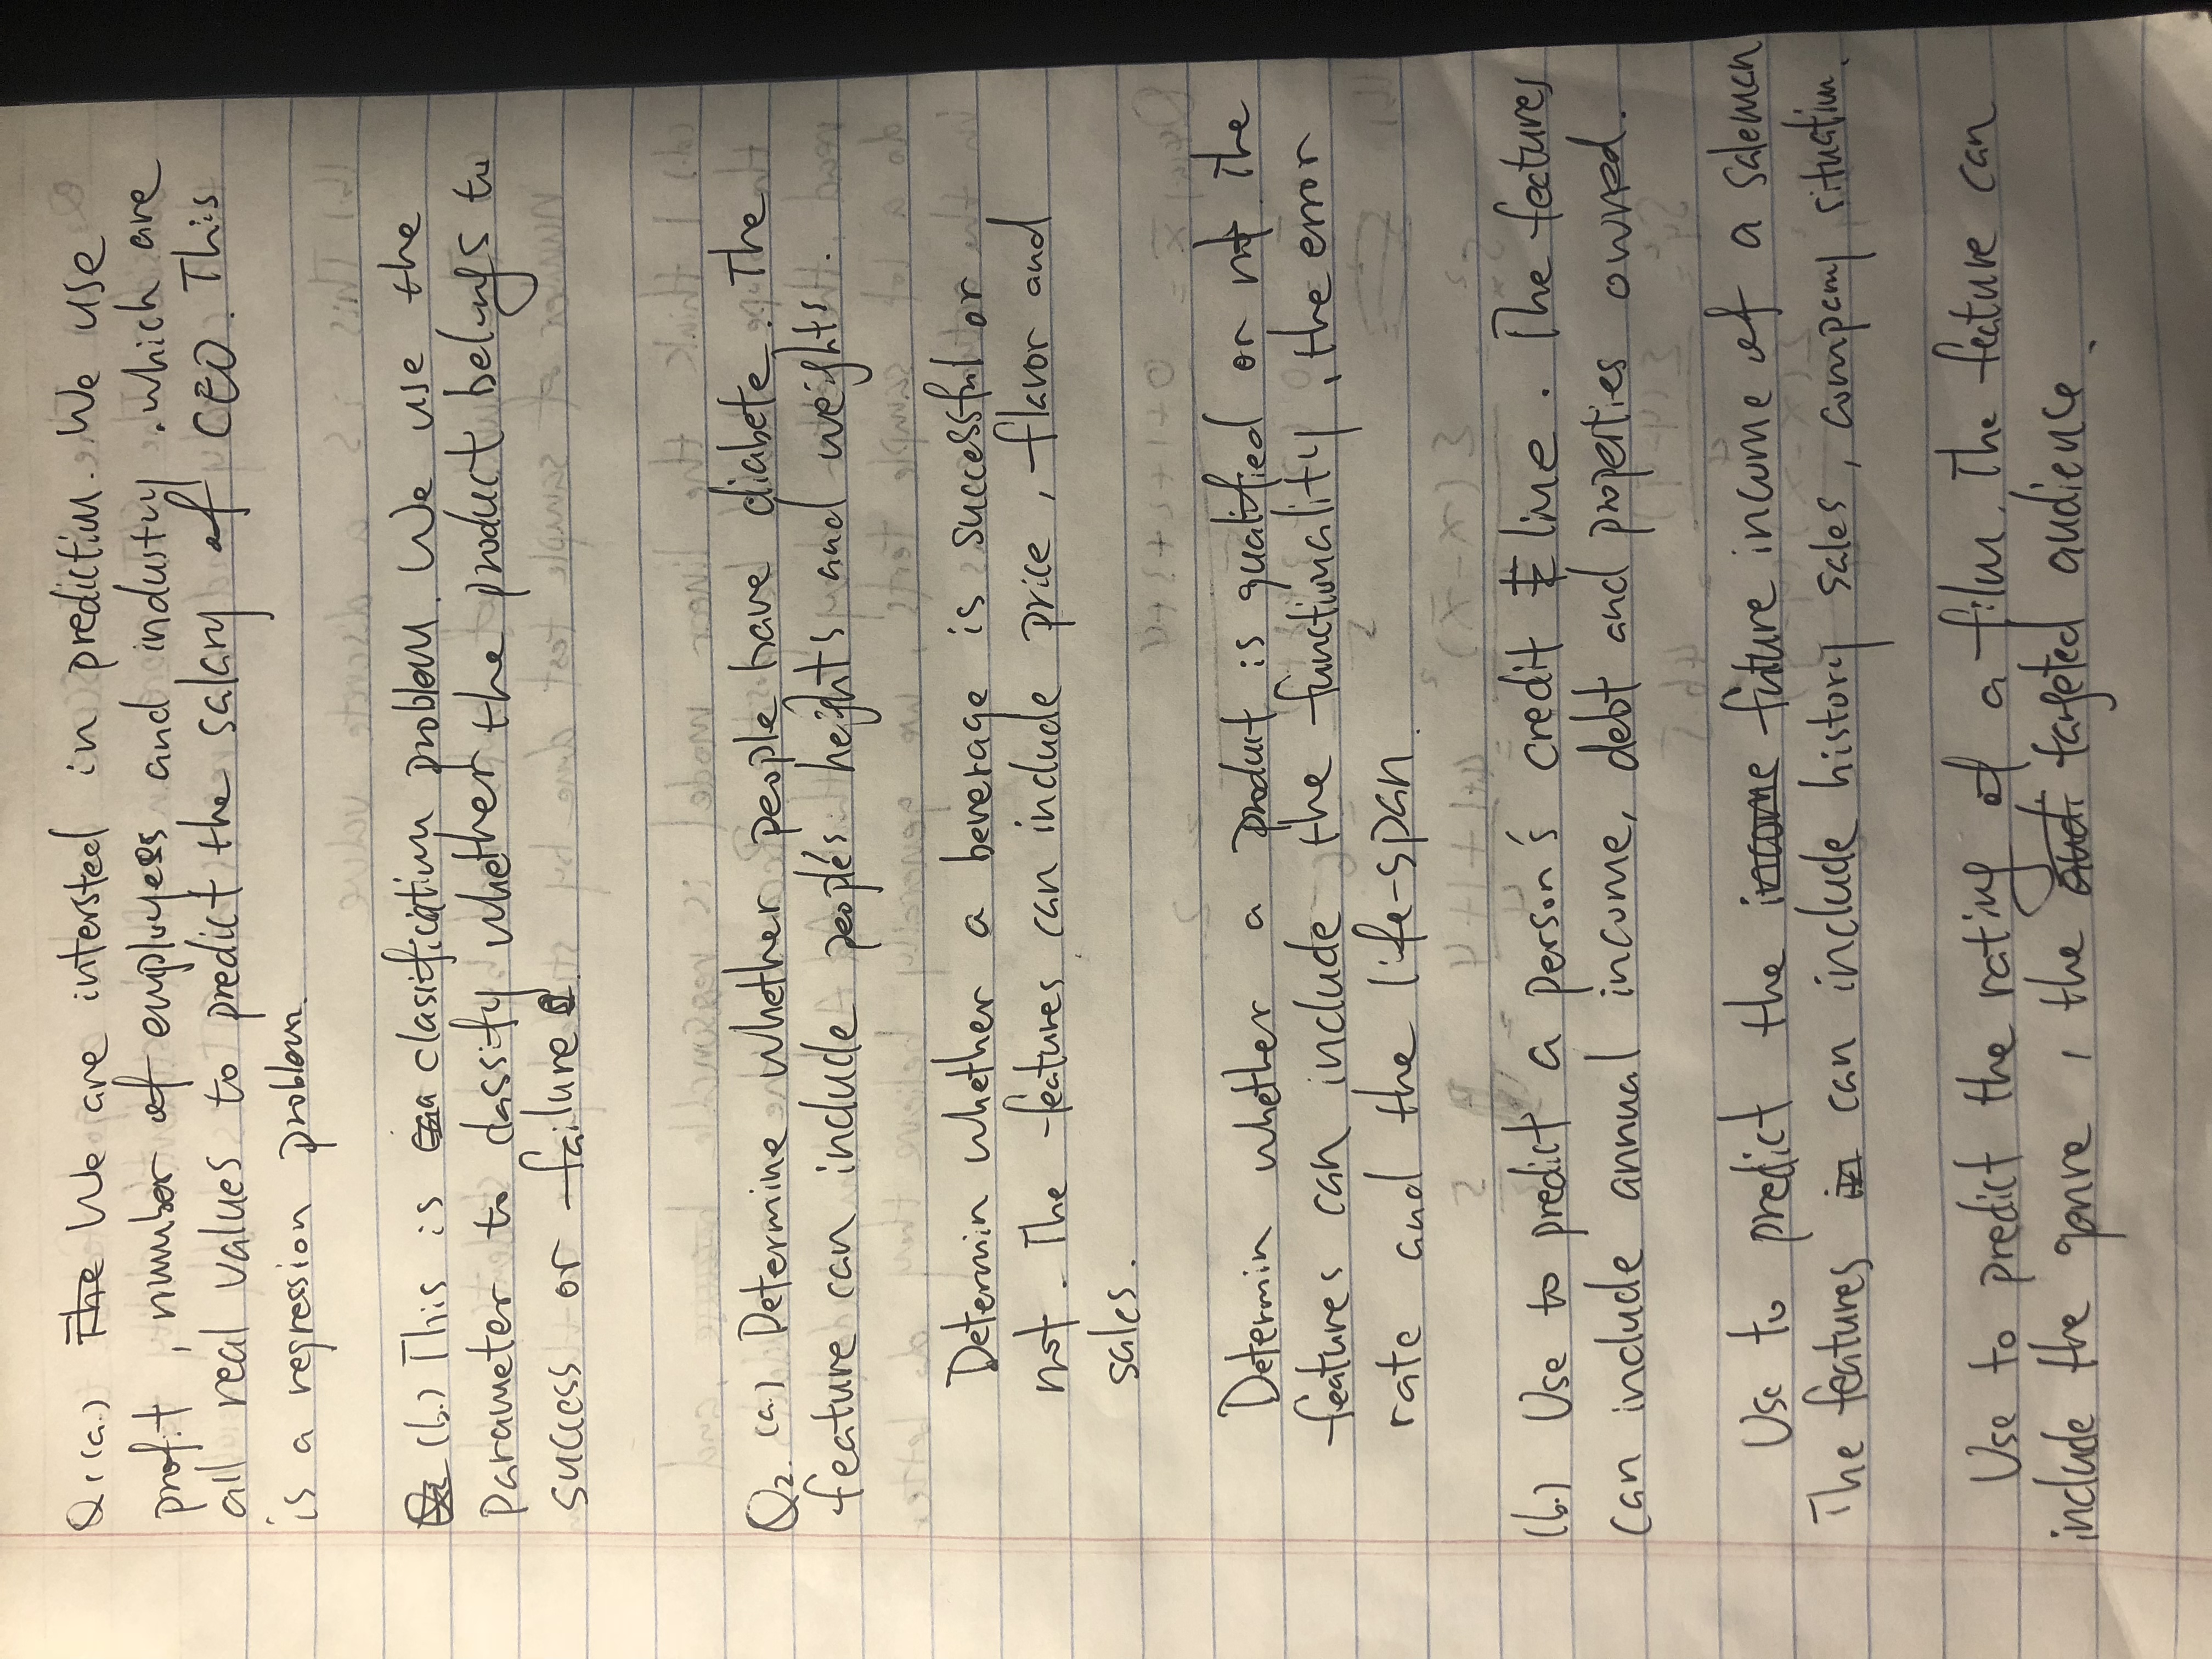 Q1 (a.) The We are intersted in prediction. We use
profit , number of employees and industry . which are
all real values to predict the salary of CEO. This
is a regression problem.
(b.) This is a clasification problem. We use the
Parameter to classify whether the product belongs to
success or failure .
Q2. (a.) Determine whether people have diabete. The
feature can include people's heights and weights .
Determin whether a beverage is successful or
not . The features can include price , flavor and
sales .
Determin whether a product is qualified or not The
features can include the functionality , the error
rate and the life-span .
(b.) Use to predict a person's credit line . The features
can include annual income, debt and properties owned .
Use to predict the income future income of a saleman
The features in can include history sales , company situation .
Use to predict the rating of a film. The feature can
include the genre , the audi targeted audience .